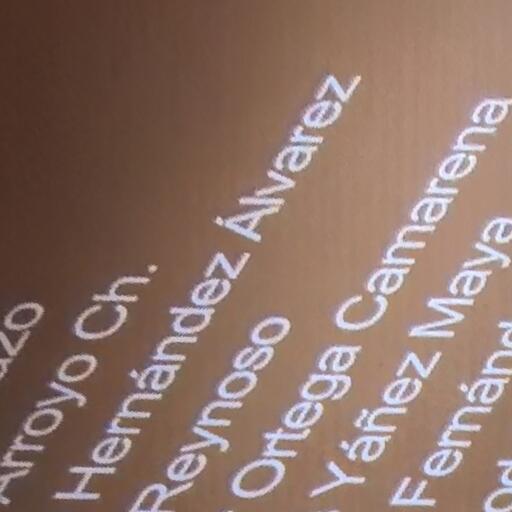 Arroyo Ch.
Hernández Álvarez
Reynoso
Ortega Camarena
Yáñez Maya